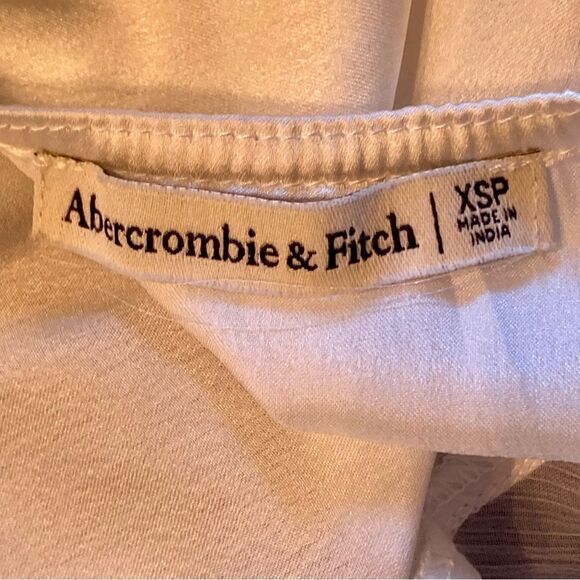 Abercrombie & Fitch | XSP
MADE IN
INDIA